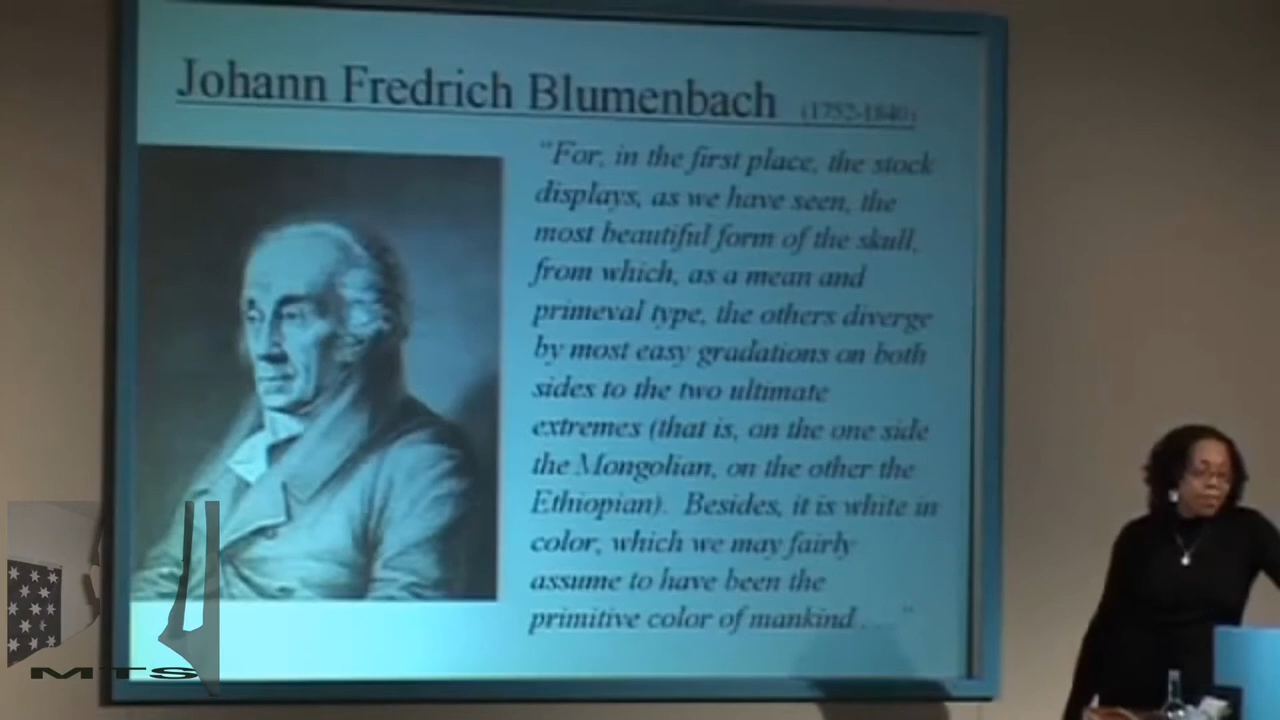 Johann Fredrich Blumenbach (1752-1840)
"For, in the first place, the stock
displays, as we have seen, the
most beautiful form of the skull,
from which, as a mean and
primeval type, the others diverge
by most easy gradations on both
sides to the two ultimate
extremes (that is, on the one side
the Mongolian, on the other the
Ethiopian). Besides, it is white in
color, which we may fairly
assume to have been the
primitive color of mankind . . . "
MTS